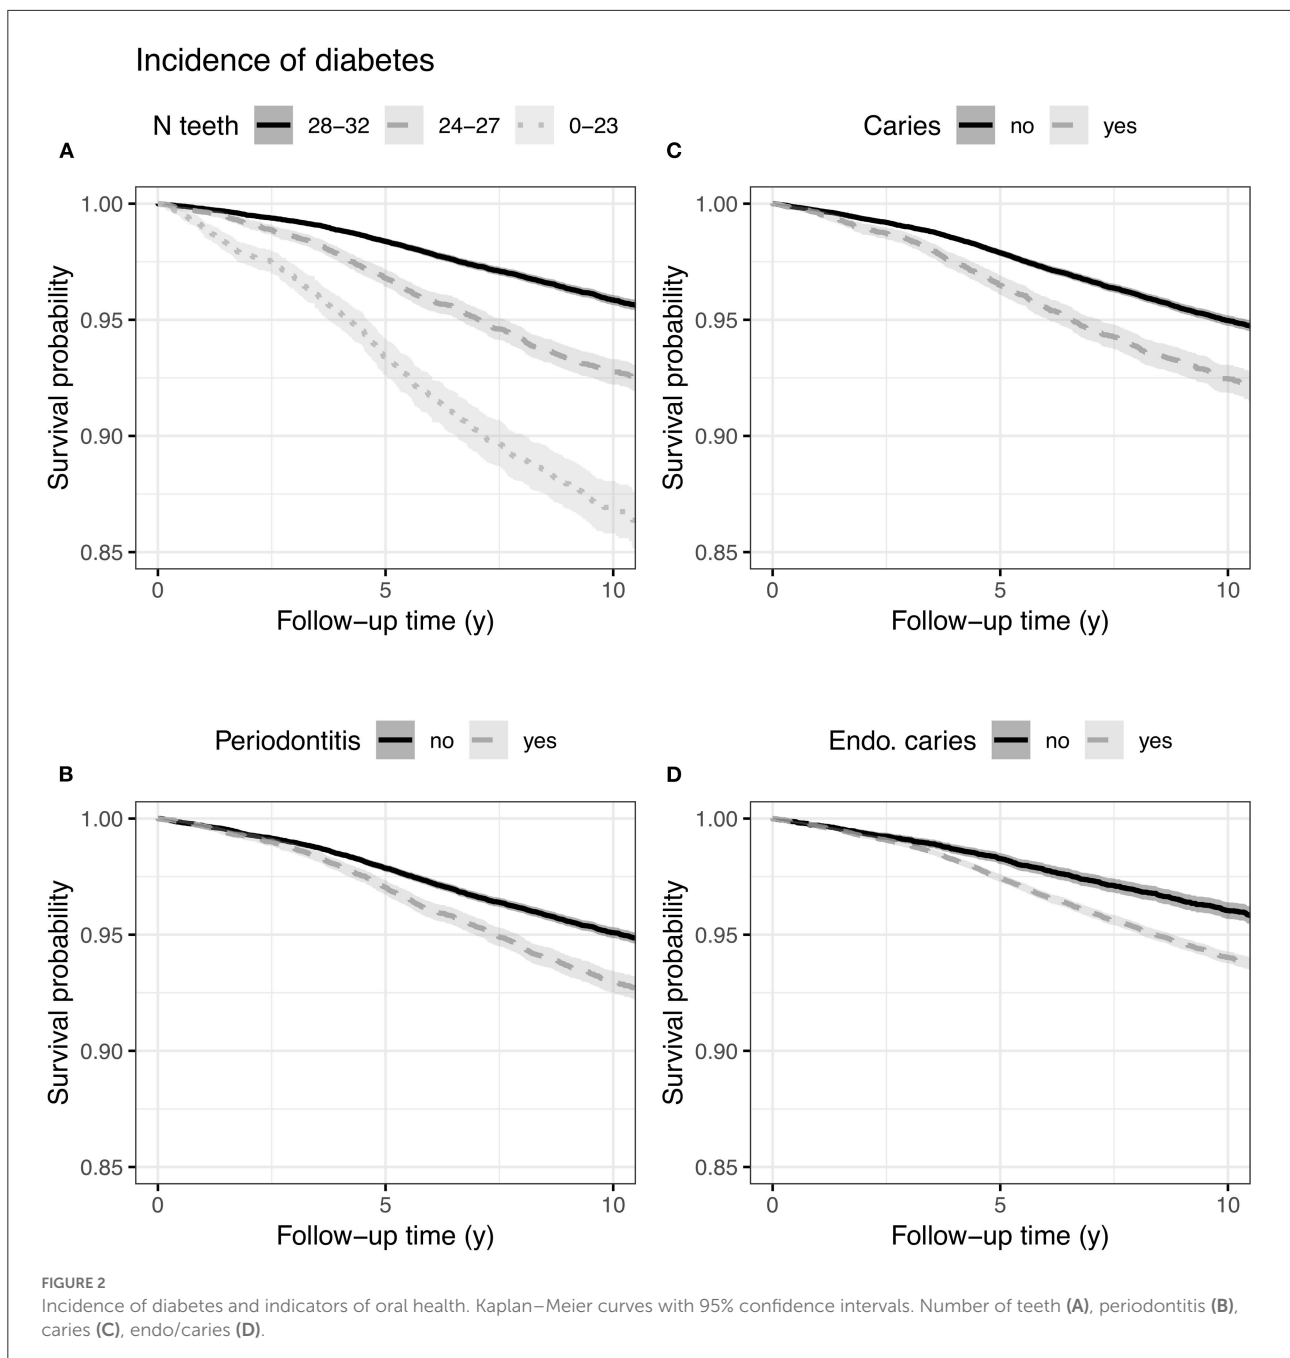 Incidence of diabetes
N teeth 28–32 24–27 0–23
A
1.00
0.95
0.90
0.85
Survival probability
0 5 10
Follow–up time (y)
Caries no yes
C
1.00
0.95
0.90
0.85
Survival probability
0 5 10
Follow–up time (y)
Periodontitis no yes
B
1.00
0.95
0.90
0.85
Survival probability
0 5 10
Follow–up time (y)
Endo. caries no yes
D
1.00
0.95
0.90
0.85
Survival probability
0 5 10
Follow–up time (y)
FIGURE 2
Incidence of diabetes and indicators of oral health. Kaplan–Meier curves with 95% confidence intervals. Number of teeth (A), periodontitis (B),
caries (C), endo/caries (D).